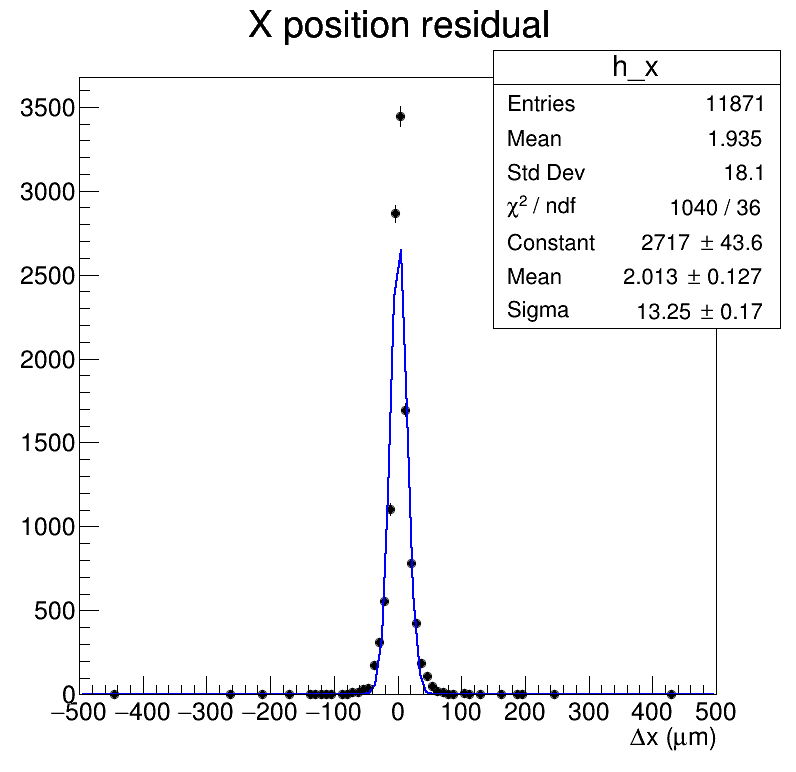 X position residual
h_x
Entries 11871
Mean 1.935
Std Dev 18.1
χ² / ndf 1040 / 36
Constant 2717 ± 43.6
Mean 2.013 ± 0.127
Sigma 13.25 ± 0.17
3500
3000
2500
2000
1500
1000
500
0
−500 −400 −300 −200 −100 0 100 200 300 400 500
Δx (μm)